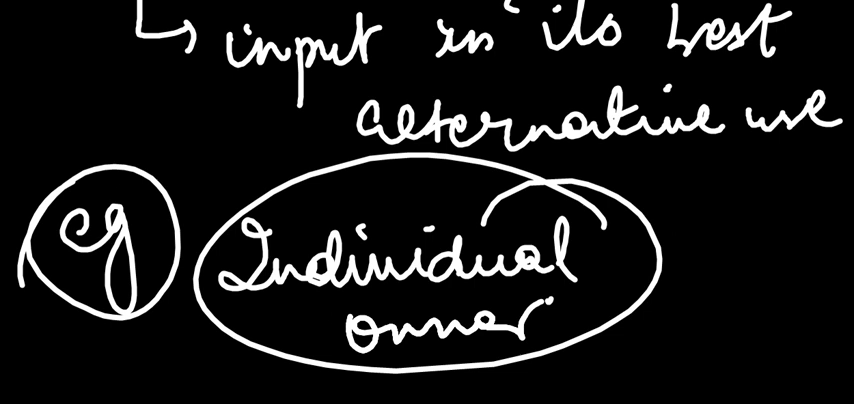 ↳ input in its best
alternative use
eg Individual
owner